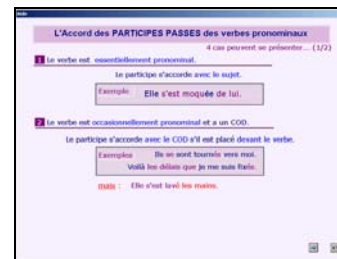 L'Accord des PARTICIPES PASSES des verbes pronominaux
4 cas peuvent se présenter... (1/2)
1 Le verbe est essentiellement pronominal.
Le participe s'accorde avec le sujet.
Exemple Elle s'est moquée de lui.
2 Le verbe est occasionnellement pronominal et a un COD.
Le participe s'accorde avec le COD s'il est placé devant le verbe.
Exemples Ils se sont tournés vers moi.
Voilà les délais que je me suis fixés.
mais : Elle s'est lavé les mains.